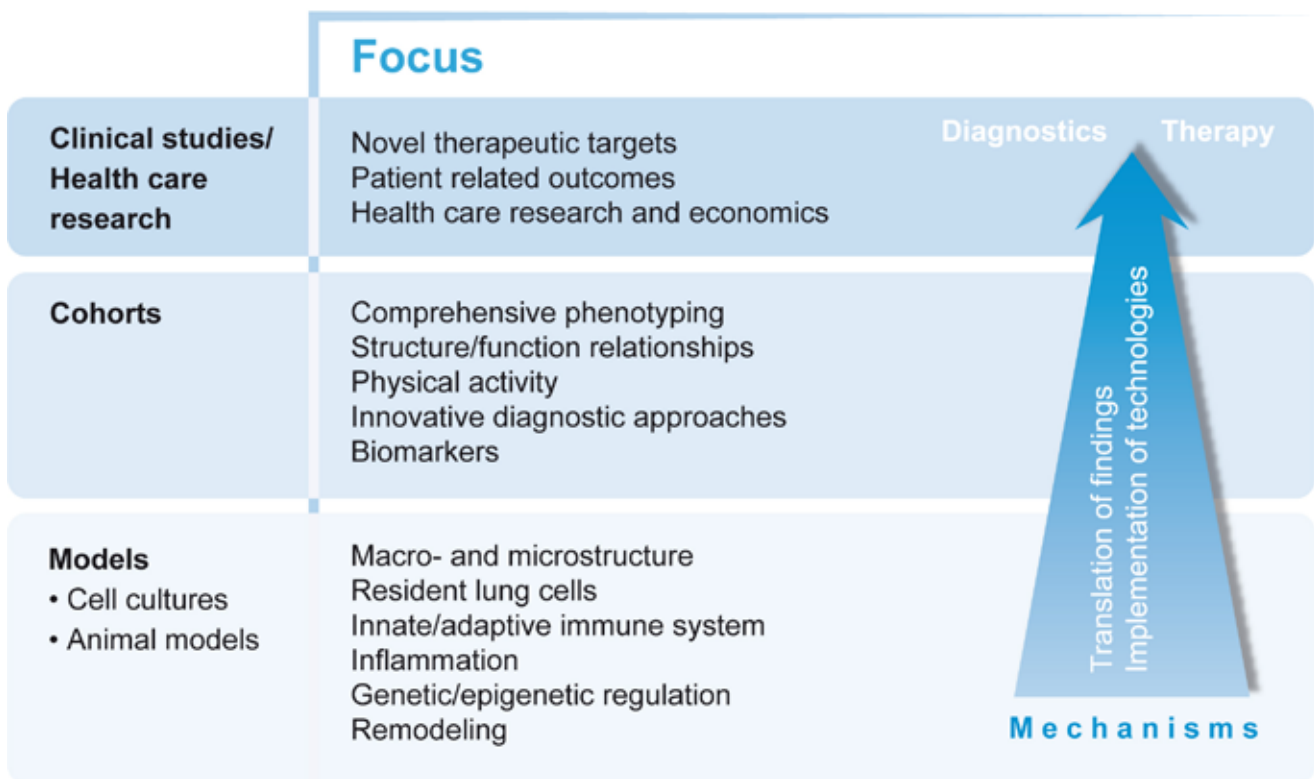 Focus
Clinical studies/
Health care
research
Novel therapeutic targets
Patient related outcomes
Health care research and economics
Diagnostics Therapy
Cohorts
Comprehensive phenotyping
Structure/function relationships
Physical activity
Innovative diagnostic approaches
Biomarkers
Models
• Cell cultures
• Animal models
Macro- and microstructure
Resident lung cells
Innate/adaptive immune system
Inflammation
Genetic/epigenetic regulation
Remodeling
Translation of findings
Implementation of technologies
Mechanisms